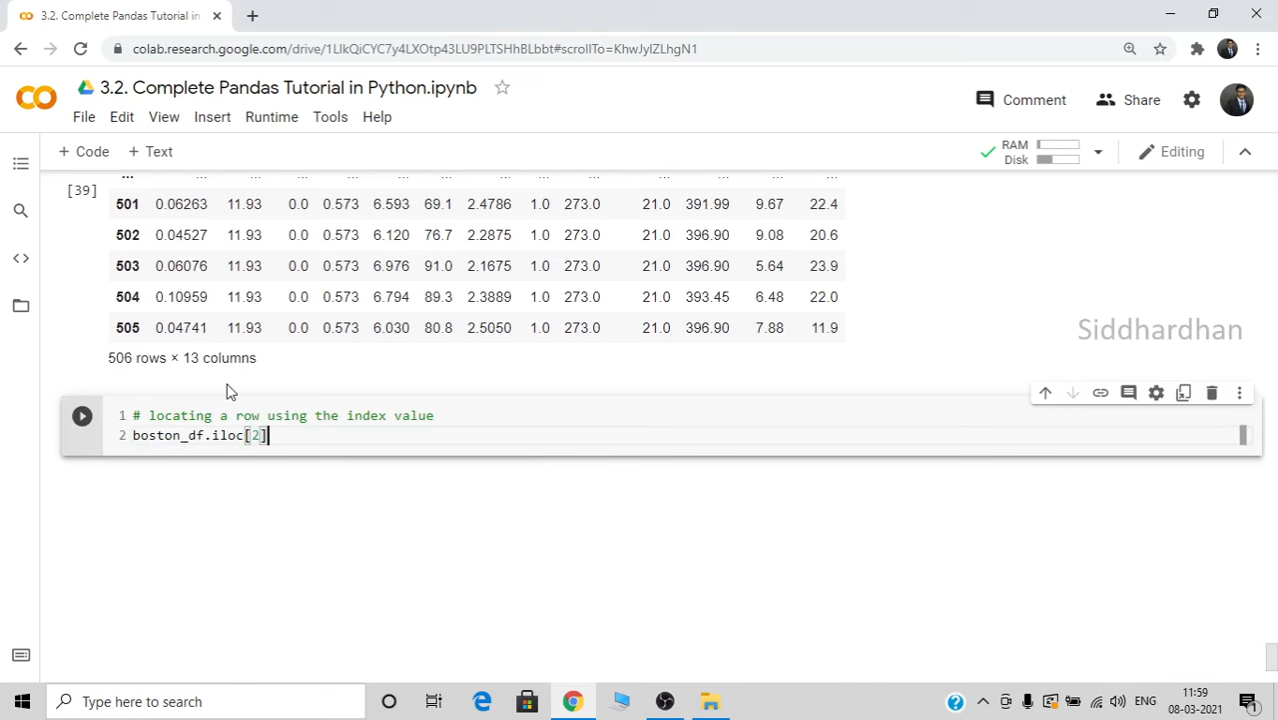 3.2. Complete Pandas Tutorial in
colab.research.google.com/drive/1LIkQiCYC7y4LXOtp43LU9PLTSHhBLbbt#scrollTo=KhwJyIZLhgN1
3.2. Complete Pandas Tutorial in Python.ipynb
File Edit View Insert Runtime Tools Help
Comment Share
+ Code + Text
RAM
Disk
Editing
[39]
... ... ... ... ... ... ... ... ... ... ... ... ... ...
501 0.06263 11.93 0.0 0.573 6.593 69.1 2.4786 1.0 273.0 21.0 391.99 9.67 22.4
502 0.04527 11.93 0.0 0.573 6.120 76.7 2.2875 1.0 273.0 21.0 396.90 9.08 20.6
503 0.06076 11.93 0.0 0.573 6.976 91.0 2.1675 1.0 273.0 21.0 396.90 5.64 23.9
504 0.10959 11.93 0.0 0.573 6.794 89.3 2.3889 1.0 273.0 21.0 393.45 6.48 22.0
505 0.04741 11.93 0.0 0.573 6.030 80.8 2.5050 1.0 273.0 21.0 396.90 7.88 11.9
506 rows × 13 columns
Siddhardhan
1 # locating a row using the index value
2 boston_df.iloc[2]
Type here to search
ENG
11:59
08-03-2021
1